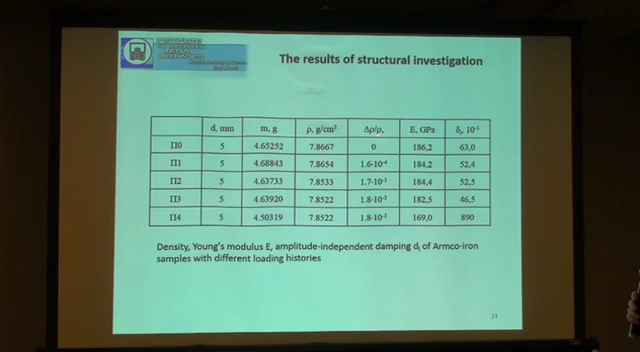 The results of structural investigation
d, mm m, g ρ, g/cm³ Δρ/ρ, E, GPa δ, 10⁻⁵
П0 5 4.65252 7.8667 0 186,2 63,0
П1 5 4.68843 7.8654 1.6·10⁻⁴ 184,2 52,4
П2 5 4.63733 7.8533 1.7·10⁻³ 184,4 52,5
П3 5 4.63920 7.8522 1.8·10⁻³ 182,5 46,5
П4 5 4.50319 7.8522 1.8·10⁻³ 169,0 890
Density, Young's modulus E, amplitude-independent damping dᵢ of Armco-iron
samples with different loading histories
21